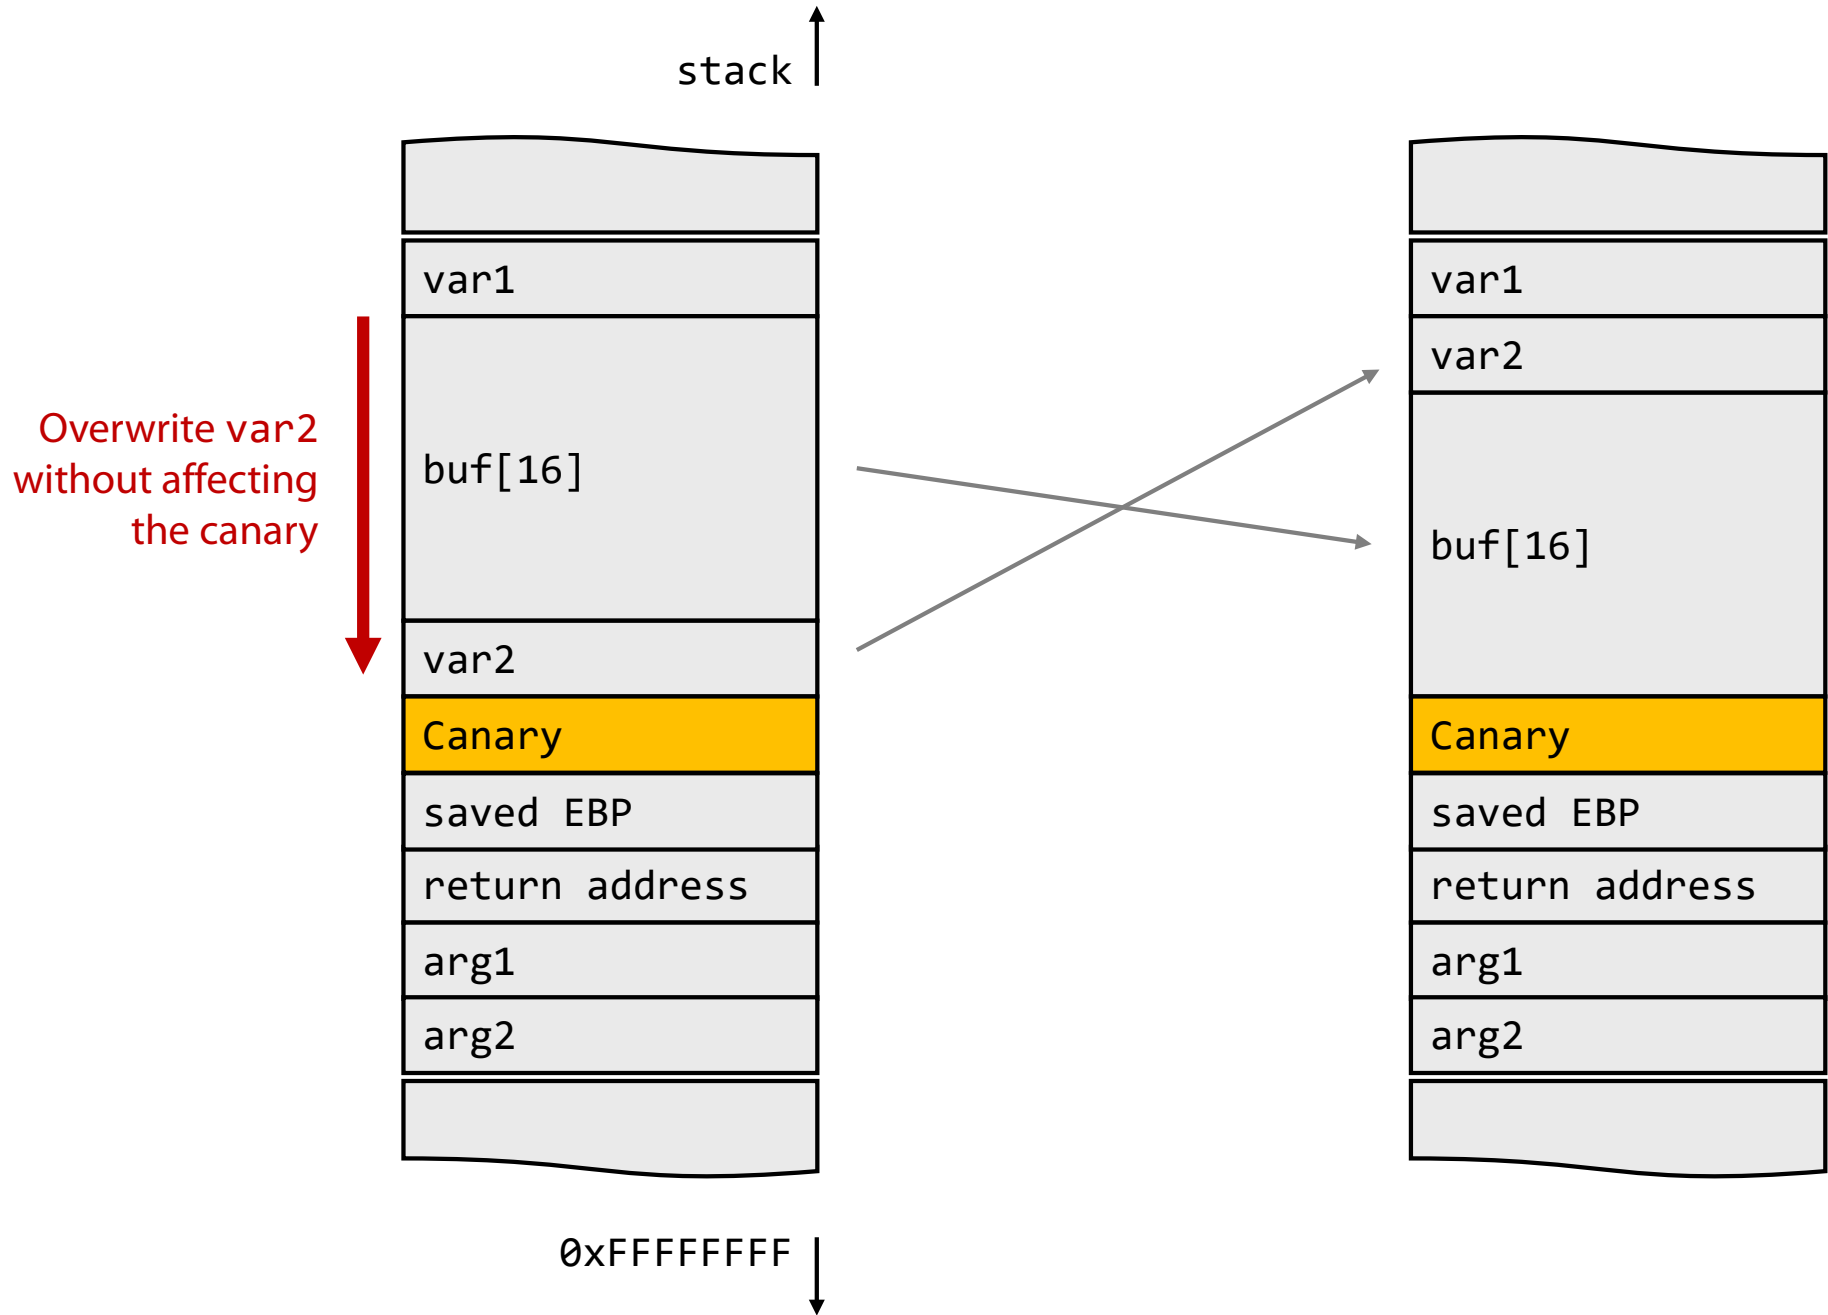 stack
var1
buf[16]
var2
Canary
saved EBP
return address
arg1
arg2
Overwrite var2
without affecting
the canary
0xFFFFFFFF
var1
var2
buf[16]
Canary
saved EBP
return address
arg1
arg2